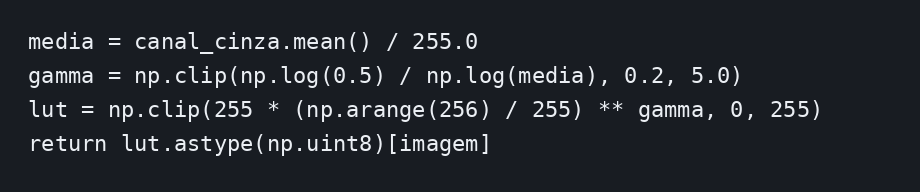 media = canal_cinza.mean() / 255.0
gamma = np.clip(np.log(0.5) / np.log(media), 0.2, 5.0)
lut = np.clip(255 * (np.arange(256) / 255) ** gamma, 0, 255)
return lut.astype(np.uint8)[imagem]